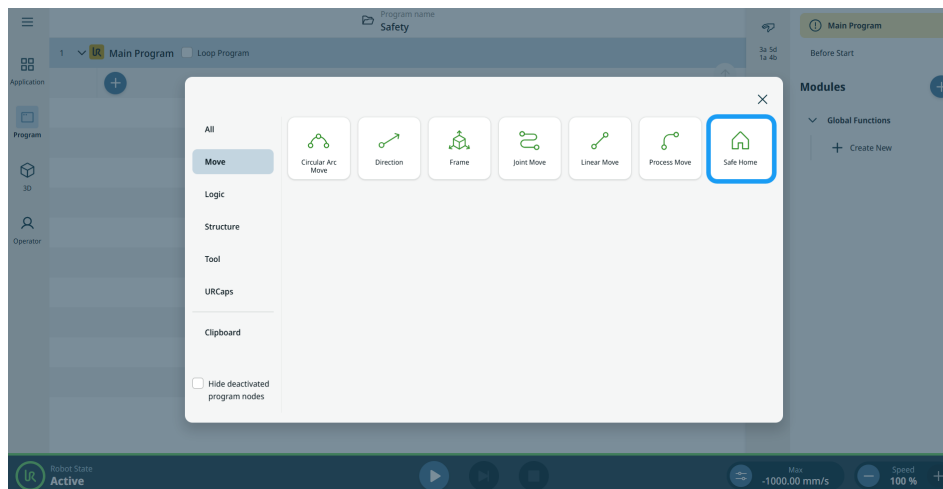 Program name
Safety
1 UR Main Program Loop Program
3a 5d
1a 4b
Main Program
Before Start
Modules
Global Functions
Create New
Application
Program
3D
Operator
All
Move
Logic
Structure
Tool
URCaps
Clipboard
Hide deactivated
program nodes
Circular Arc
Move
Direction
Frame
Joint Move
Linear Move
Process Move
Safe Home
UR
Robot State
Active
Max
-1000.00 mm/s
Speed
100 %